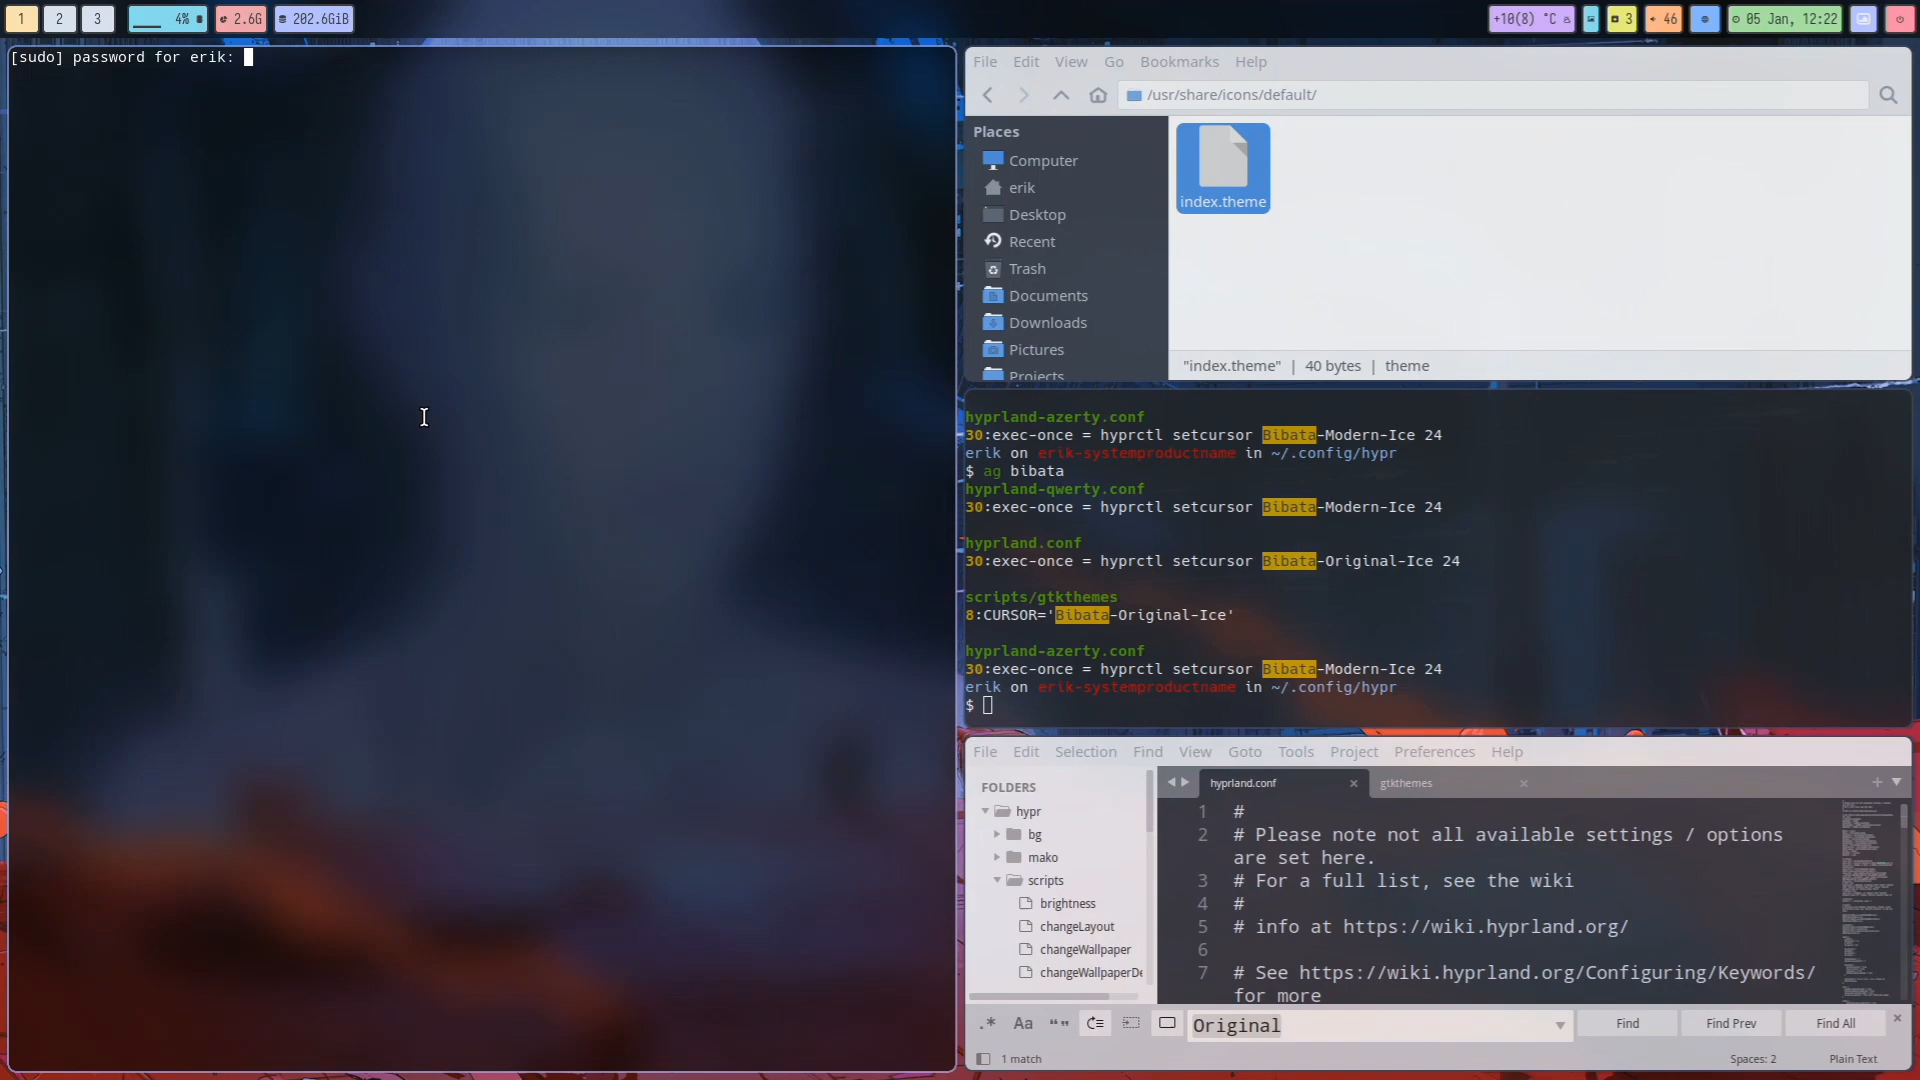 1 2 3 4% 2.6G 202.6GiB
+10(8) °C 3 46 05 Jan, 12:22
[sudo] password for erik:
File Edit View Go Bookmarks Help
/usr/share/icons/default/
Places
Computer
erik
Desktop
Recent
Trash
Documents
Downloads
Pictures
Projects
index.theme
"index.theme" | 40 bytes | theme
hyprland-azerty.conf
30:exec-once = hyprctl setcursor Bibata-Modern-Ice 24
erik on erik-systemproductname in ~/.config/hypr
$ ag bibata
hyprland-qwerty.conf
30:exec-once = hyprctl setcursor Bibata-Modern-Ice 24
hyprland.conf
30:exec-once = hyprctl setcursor Bibata-Original-Ice 24
scripts/gtkthemes
8:CURSOR='Bibata-Original-Ice'
hyprland-azerty.conf
30:exec-once = hyprctl setcursor Bibata-Modern-Ice 24
erik on erik-systemproductname in ~/.config/hypr
$
File Edit Selection Find View Goto Tools Project Preferences Help
FOLDERS
hypr
bg
mako
scripts
brightness
changeLayout
changeWallpaper
changeWallpaperDe
hyprland.conf gtkthemes
1 #
2 # Please note not all available settings / options
are set here.
3 # For a full list, see the wiki
4 #
5 # info at https://wiki.hyprland.org/
6
7 # See https://wiki.hyprland.org/Configuring/Keywords/
for more
.* Aa “” Original Find Find Prev Find All
1 match Spaces: 2 Plain Text